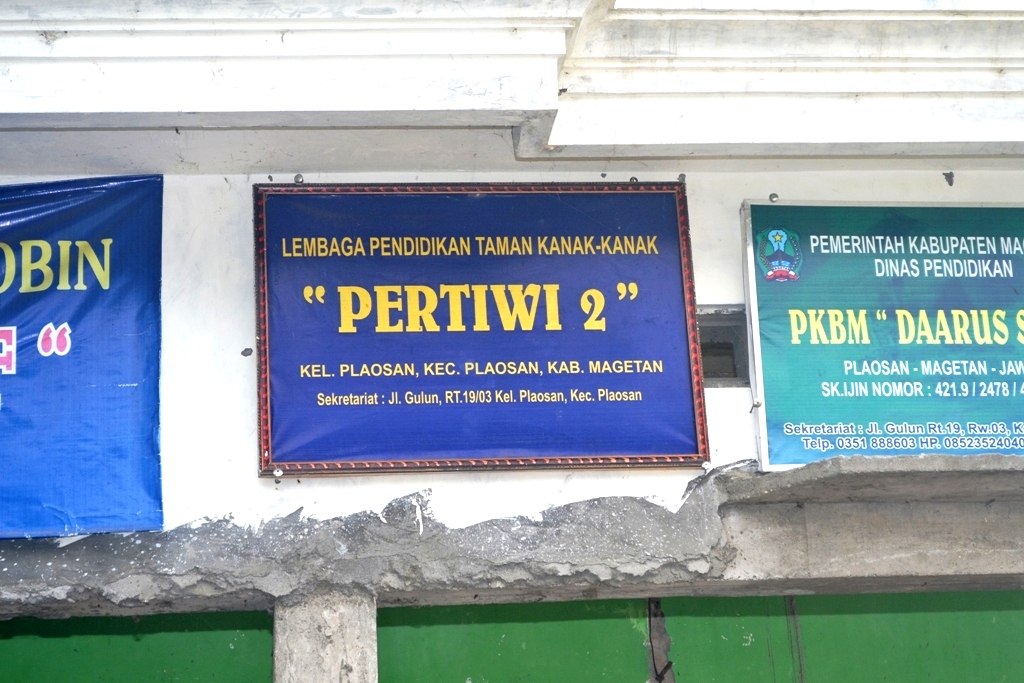 LEMBAGA PENDIDIKAN TAMAN KANAK-KANAK
“ PERTIWI 2 ”
KEL. PLAOSAN, KEC. PLAOSAN, KAB. MAGETAN
Sekretariat : Jl. Gulun, RT.19/03 Kel. Plaosan, Kec. Plaosan
PEMERINTAH KABUPATEN
DINAS PENDIDIKAN
PKBM “ DAARUS
PLAOSAN - MAGETAN -
SK.IJIN NOMOR : 421.9 / 2478 /
Sekretariat : Jl. Gulun Rt.19, Rw.03,
Telp. 0351 888603 HP.